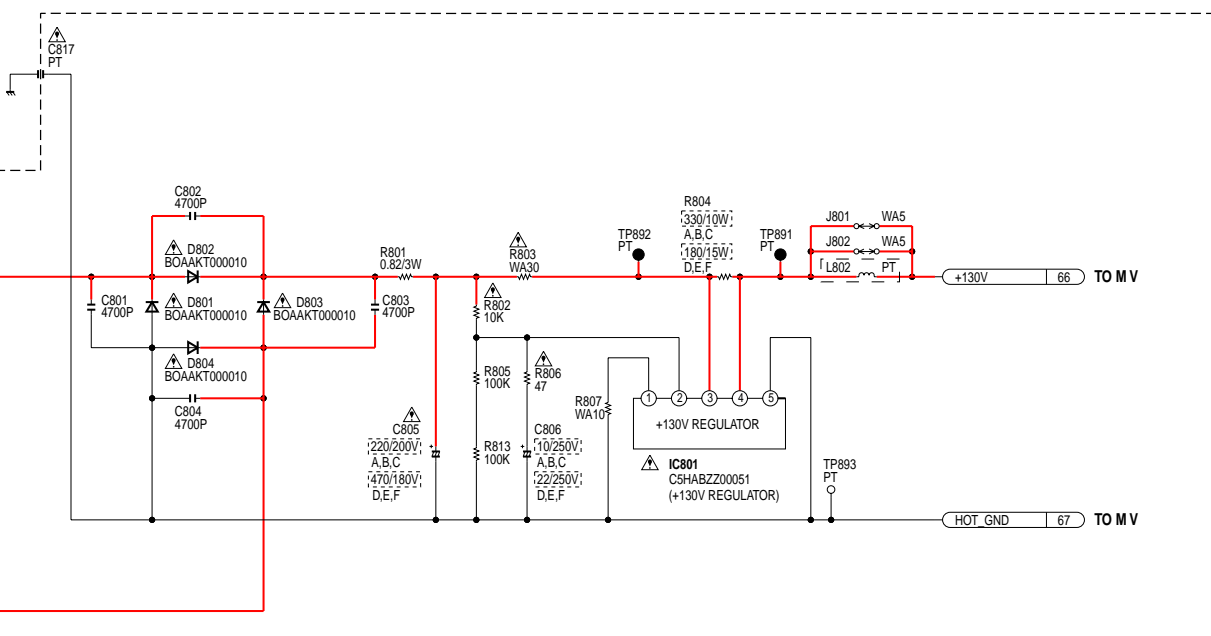 C817
PT
C802
4700P
D802
BOAAKT000010
C801
4700P
D801
BOAAKT000010
D803
BOAAKT000010
C803
4700P
D804
BOAAKT000010
C804
4700P
R801
0.82/3W
R803
WA30
R802
10K
R805
100K
R806
47
R813
100K
C805
220/200V
A,B,C
470/180V
D,E,F
C806
10/250V
A,B,C
22/250V
D,E,F
R807
WA10
TP892
PT
R804
330/10W
A,B,C
180/15W
D,E,F
TP891
PT
J801 WA5
J802 WA5
L802 PT
+130V 66 TO M V
1 2 3 4 5
+130V REGULATOR
IC801
C5HABZZ00051
(+130V REGULATOR)
TP893
PT
HOT_GND 67 TO M V
+
+